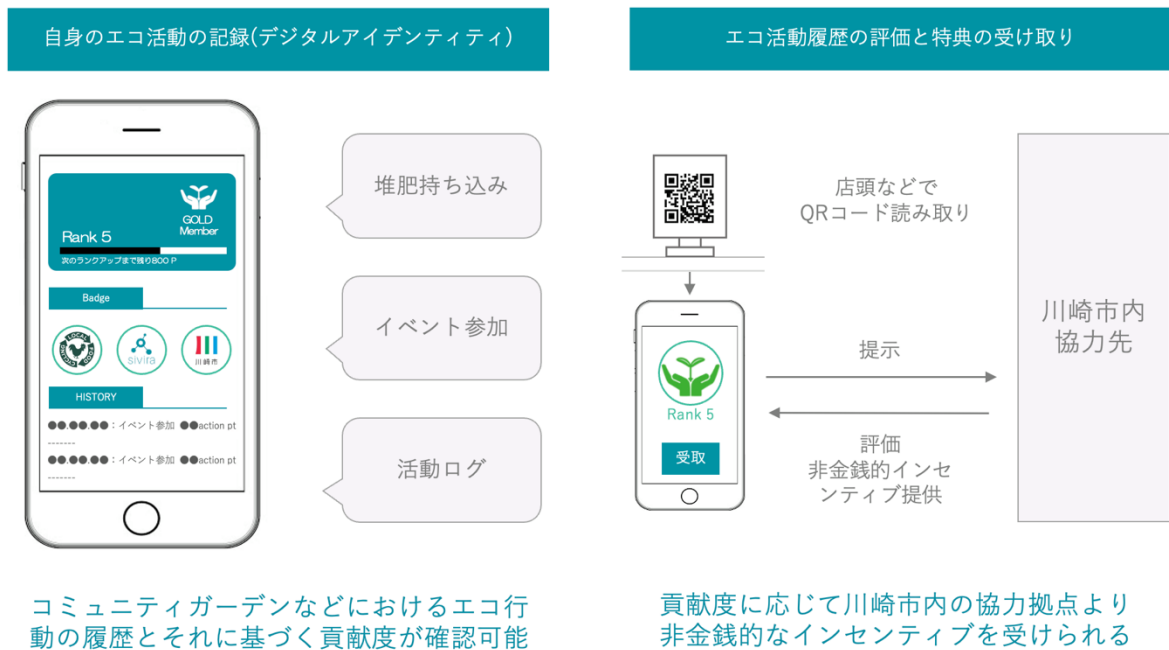 自身のエコ活動の記録(デジタルアイデンティティ)
GOLD
Member
Rank 5
次のランクアップまで残り800 P
Badge
LOCAL FOOD CYCLING
sivira
川崎市
HISTORY
●●.●●.●●：イベント参加 ●●action pt
-------
●●.●●.●●：イベント参加 ●●action pt
-------
堆肥持ち込み
イベント参加
活動ログ
コミュニティガーデンなどにおけるエコ行
動の履歴とそれに基づく貢献度が確認可能
エコ活動履歴の評価と特典の受け取り
店頭などで
QRコード読み取り
Rank 5
受取
提示
評価
非金銭的インセ
ンティブ提供
川崎市内
協力先
貢献度に応じて川崎市内の協力拠点より
非金銭的なインセンティブを受けられる